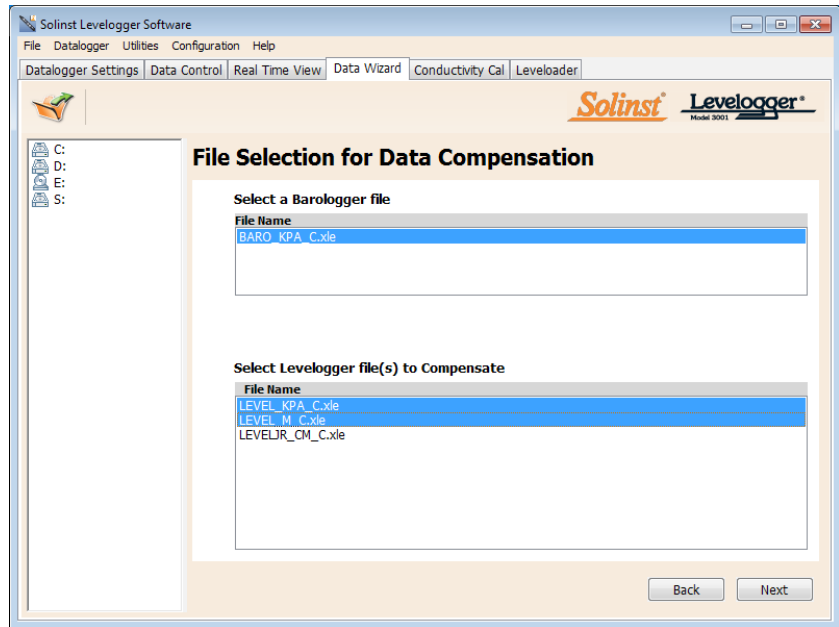 Solinst Levelogger Software
File Datalogger Utilities Configuration Help
Datalogger Settings Data Control Real Time View Data Wizard Conductivity Cal Leveloader
Solinst Levelogger
Model 3001
C:
D:
E:
S:
File Selection for Data Compensation
Select a Barologger file
File Name
BARO_KPA_C.xle
Select Levelogger file(s) to Compensate
File Name
LEVEL_KPA_C.xle
LEVEL_M_C.xle
LEVELJR_CM_C.xle
Back Next